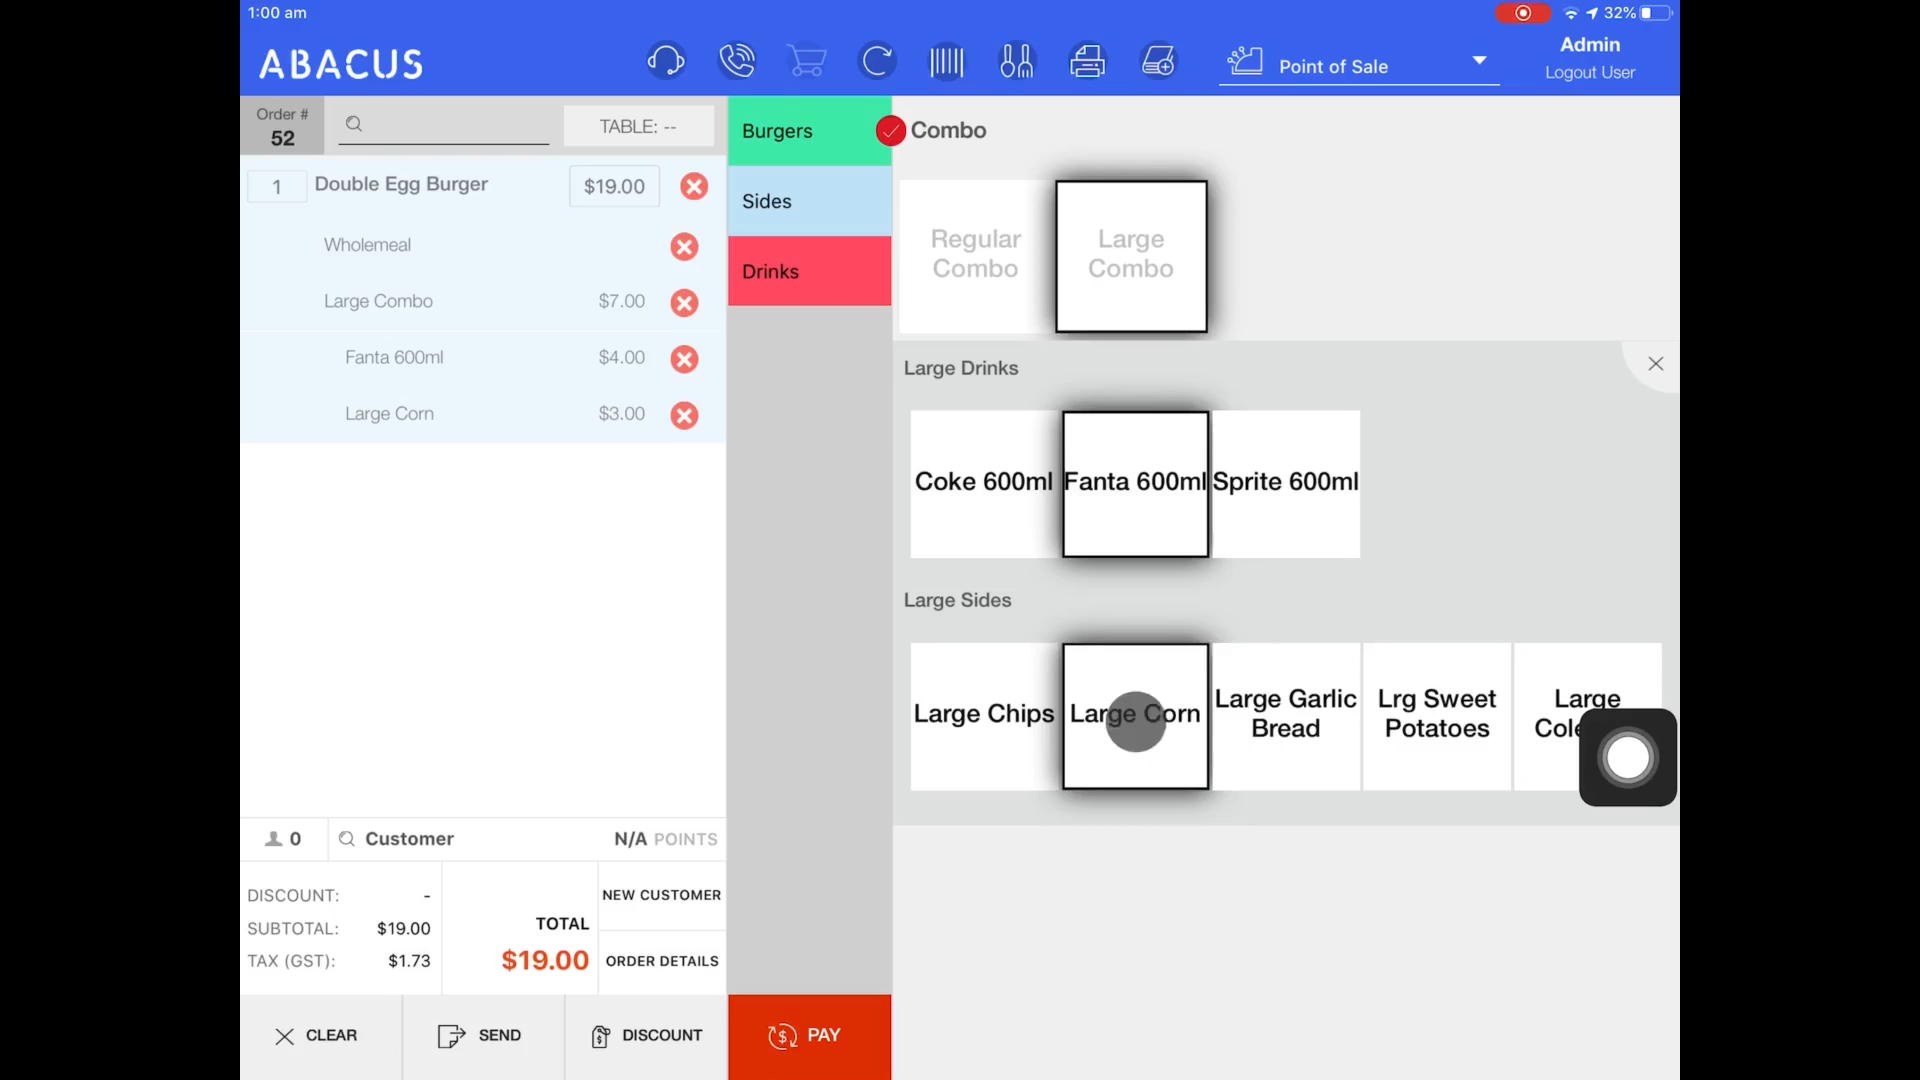 1:00 am
32%
ABACUS
Point of Sale
Admin
Logout User
Order #
52
TABLE: --
1 Double Egg Burger $19.00
Wholemeal
Large Combo $7.00
Fanta 600ml $4.00
Large Corn $3.00
0 Customer N/A POINTS
DISCOUNT: -
SUBTOTAL: $19.00
TAX (GST): $1.73
TOTAL
$19.00
NEW CUSTOMER
ORDER DETAILS
CLEAR
SEND
DISCOUNT
PAY
Burgers
Sides
Drinks
Combo
Regular
Combo
Large
Combo
Large Drinks
Coke 600ml
Fanta 600ml
Sprite 600ml
Large Sides
Large Chips
Large Corn
Large Garlic
Bread
Lrg Sweet
Potatoes
Large